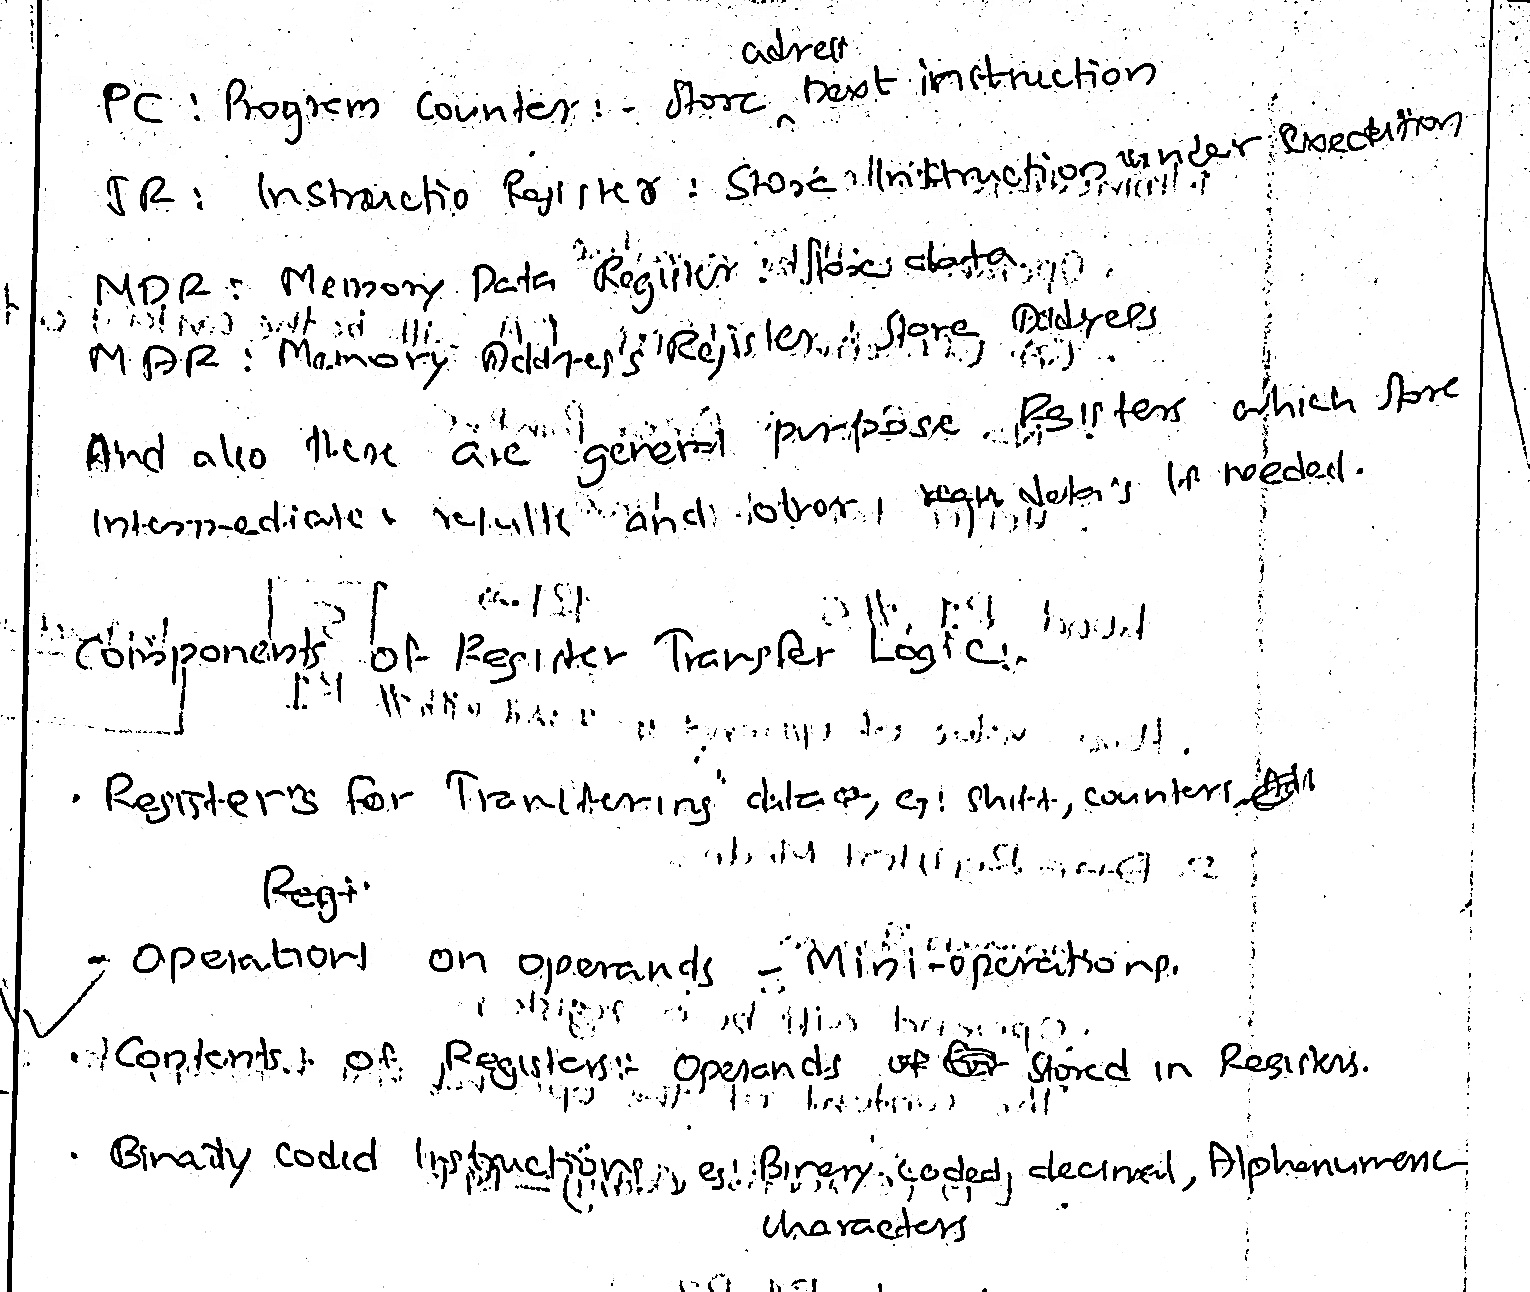 PC : Program Counter : - Store adress next instruction
IR : Instructio Register : Store Instruction under execution
MDR : Memory Data Register : Store data
MAR : Memory Address Register : Store Address
And also there are general purpose Registers which store
Intermediate results and other data's if needed.
Components of Register Transfer Logic :-
. Registers for Transfering data, eg: shift, counters,
Regi
- Operations on operands - Mini-operations.
. Contents of Registers :- operands stored in Registers.
. Binary coded Instructions, eg: Binary coded decimal, Alphanumeric
characters